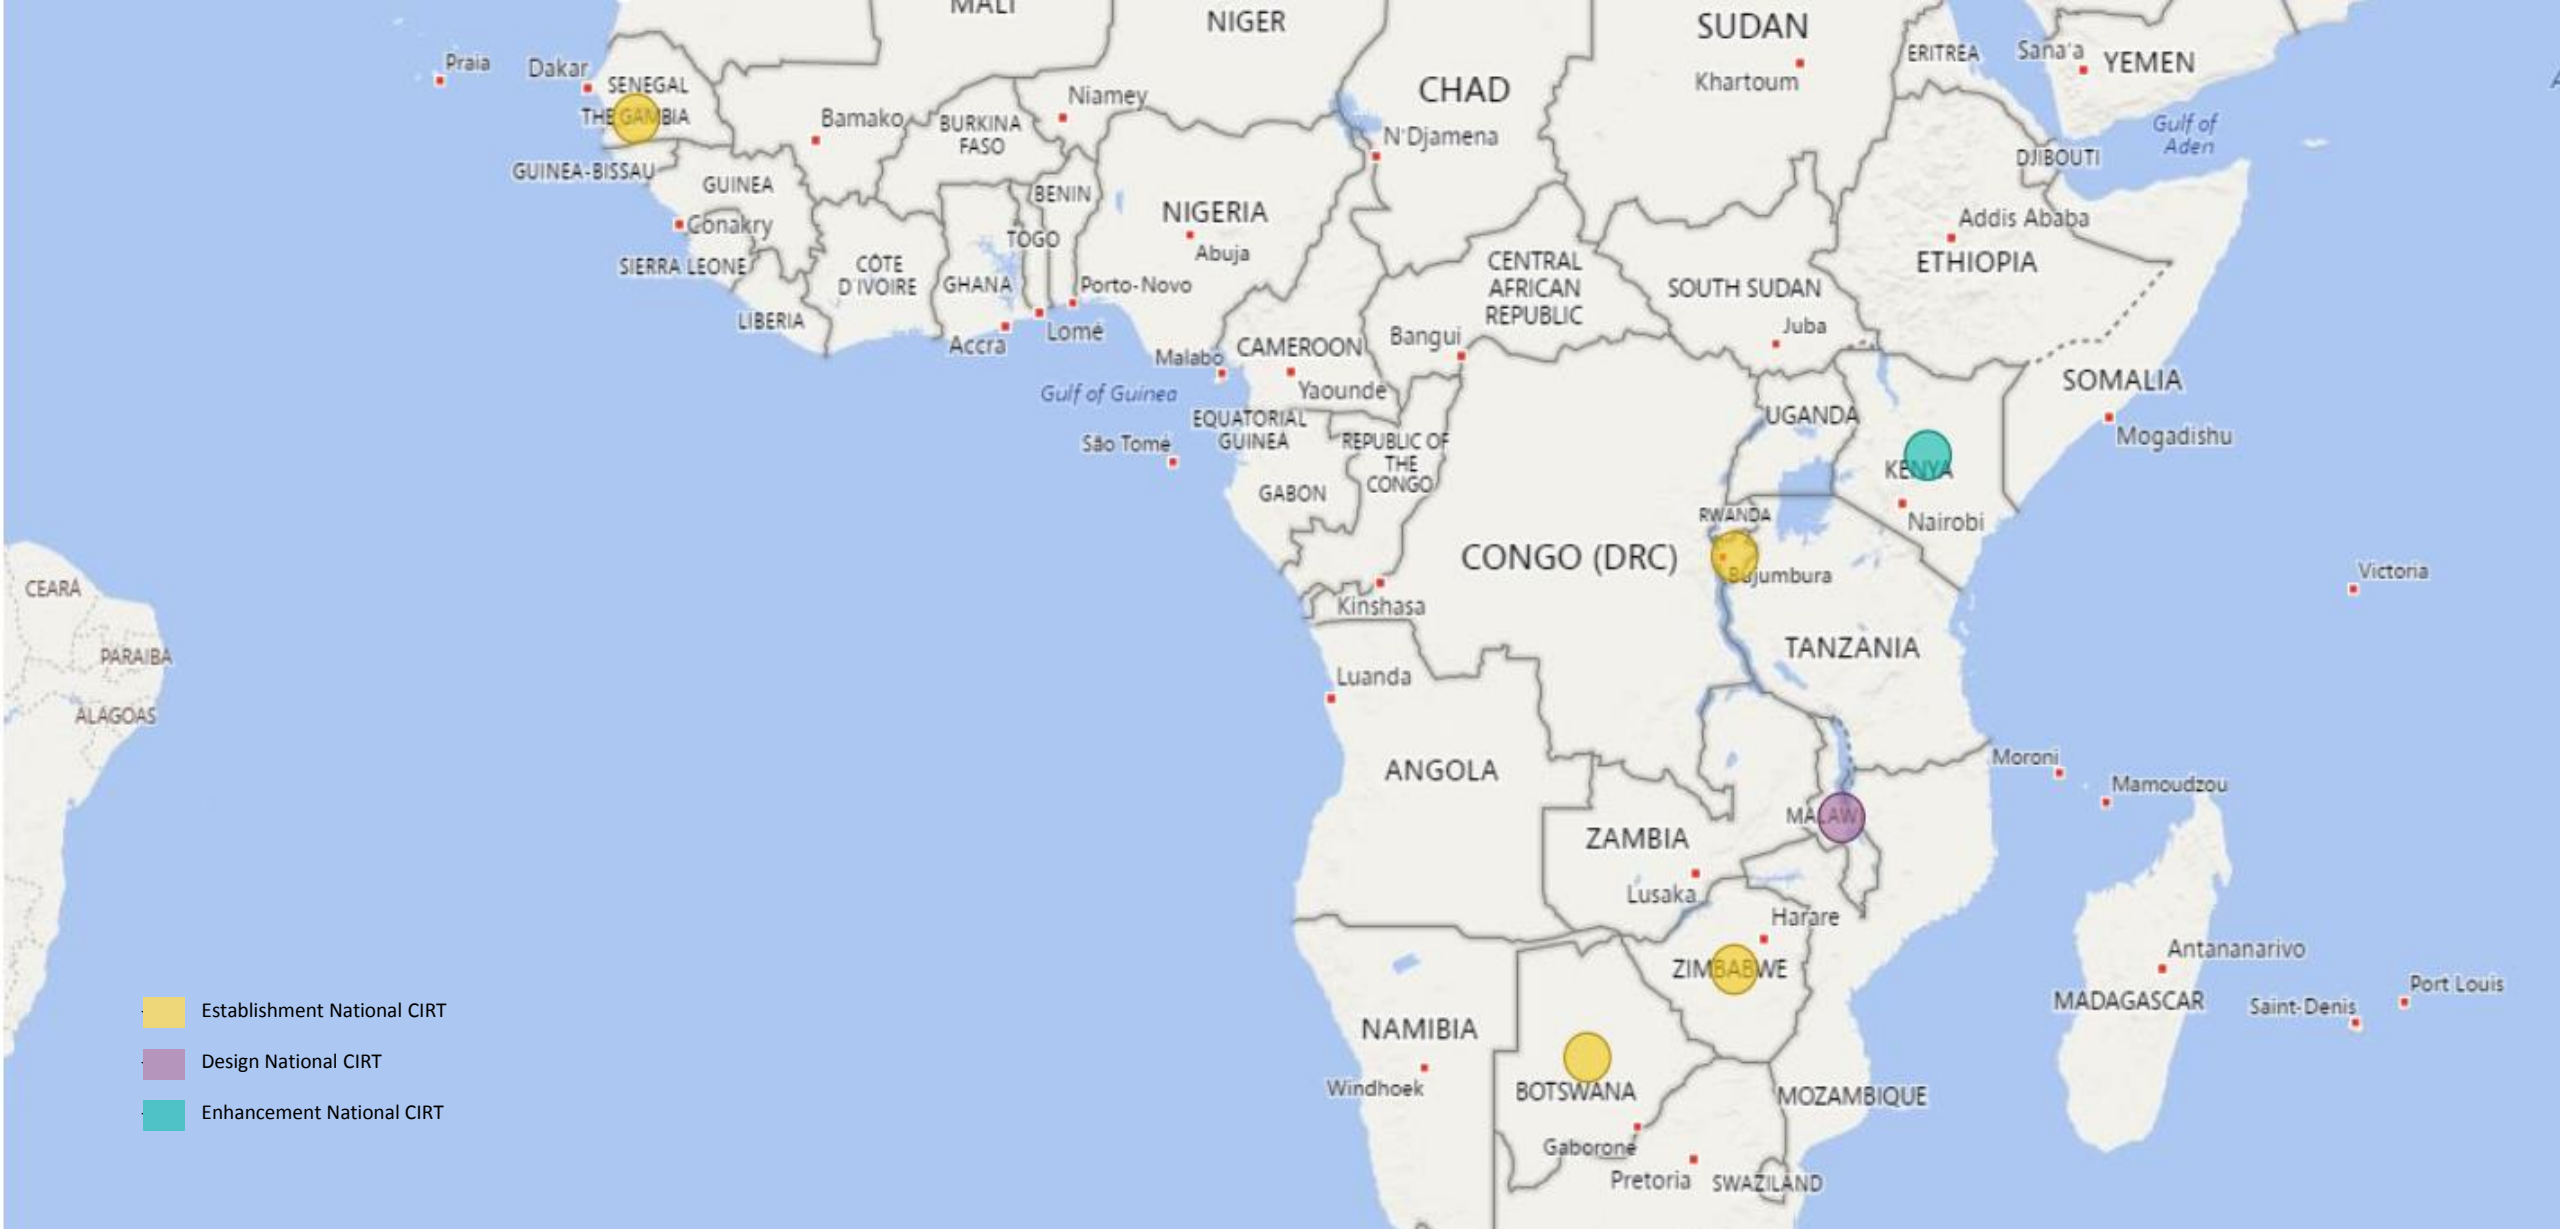 MALI
NIGER
SUDAN
ERITREA
Sana'a
YEMEN
Praia
Dakar
SENEGAL
THE GAMBIA
Bamako
BURKINA
FASO
Niamey
CHAD
N'Djamena
Khartoum
Gulf of
Aden
DJIBOUTI
GUINEA-BISSAU
GUINEA
BENIN
NIGERIA
Abuja
Addis Ababa
ETHIOPIA
Conakry
SIERRA LEONE
TOGO
CÔTE
D'IVOIRE
GHANA
Porto-Novo
CENTRAL
AFRICAN
REPUBLIC
SOUTH SUDAN
Juba
LIBERIA
Accra
Lomé
Malabo
CAMEROON
Yaounde
Bangui
Gulf of Guinea
EQUATORIAL
GUINEA
São Tomé
REPUBLIC OF
THE
CONGO
GABON
UGANDA
KENYA
Nairobi
SOMALIA
Mogadishu
RWANDA
CONGO (DRC)
Bujumbura
Kinshasa
Victoria
CEARÁ
PARAIBA
ALAGOAS
TANZANIA
Luanda
ANGOLA
Moroni
Mamoudzou
MALAW
ZAMBIA
Lusaka
Harare
ZIMBABWE
Antananarivo
MADAGASCAR
Saint-Denis
Port Louis
NAMIBIA
Windhoek
BOTSWANA
Gaborone
MOZAMBIQUE
Pretoria
SWAZILAND
Establishment National CIRT
Design National CIRT
Enhancement National CIRT